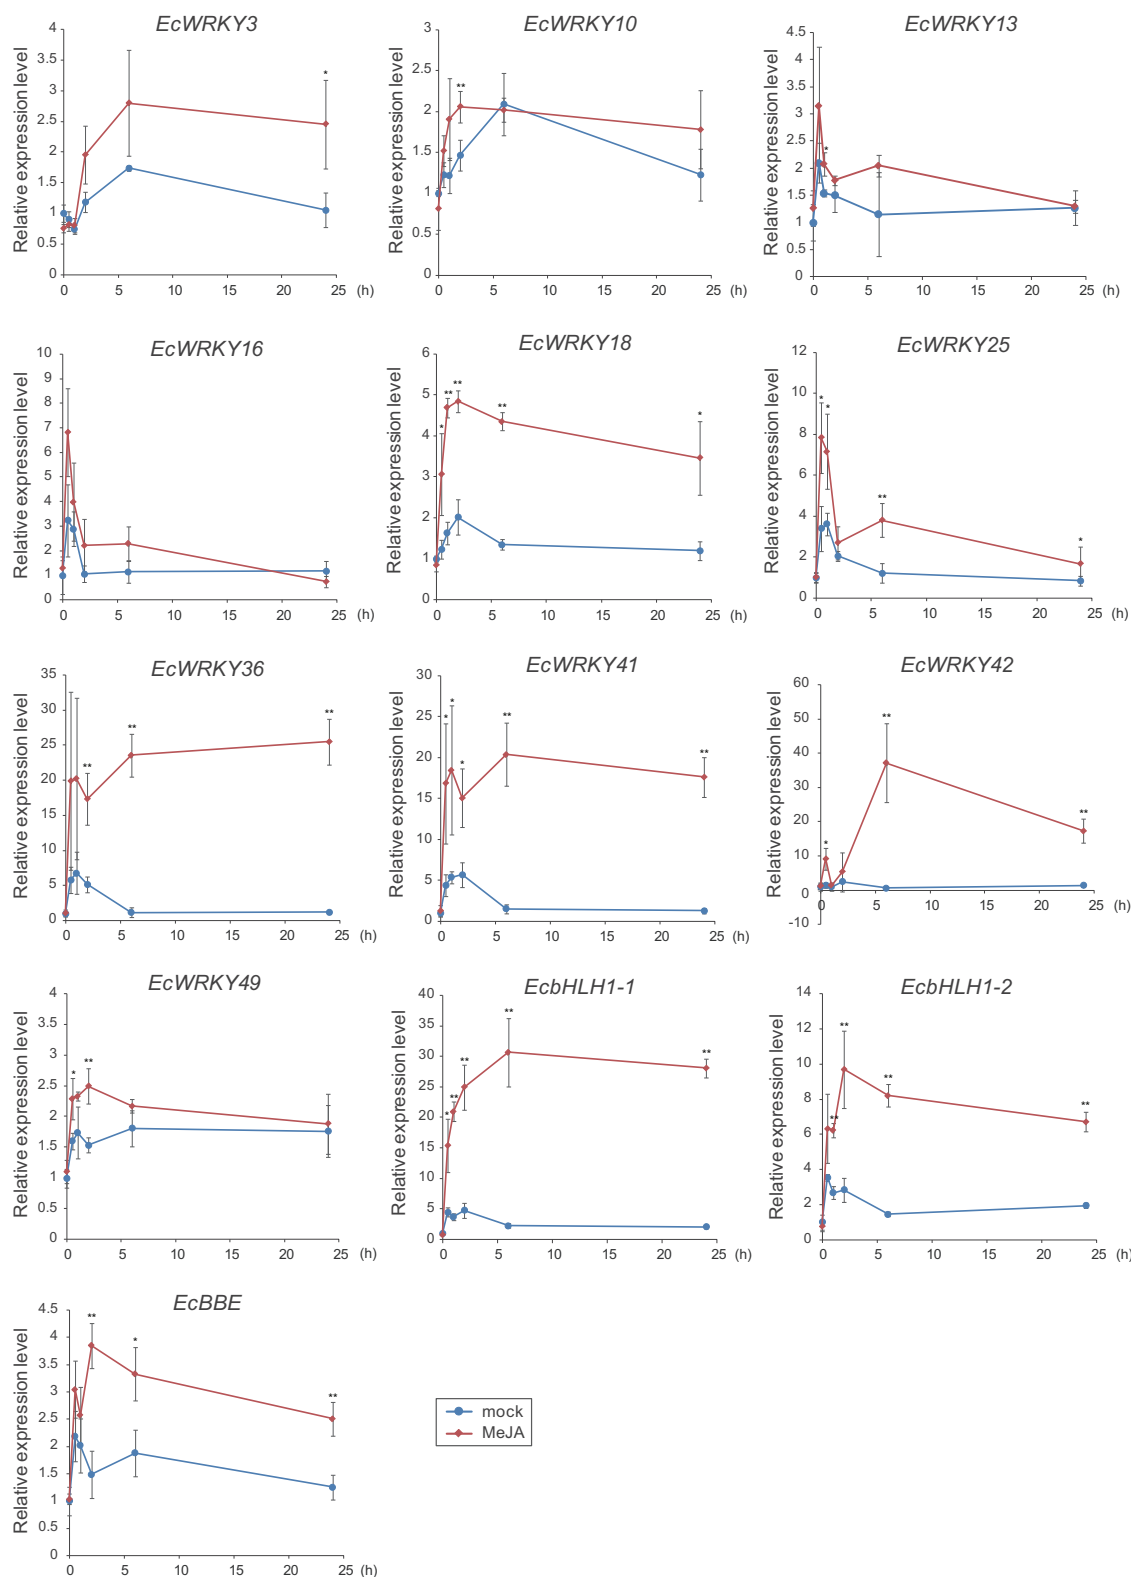 EcWRKY3
Relative expression level
4
3.5
3
2.5
2
1.5
1
0.5
0
*
0 5 10 15 20 25 (h)
EcWRKY10
Relative expression level
3
2.5
2
1.5
1
0.5
0
**
0 5 10 15 20 25
EcWRKY13
Relative expression level
4.5
4
3.5
3
2.5
2
1.5
1
0.5
0
*
0 5 10 15 20 25 (h)
EcWRKY16
Relative expression level
10
9
8
7
6
5
4
3
2
1
0
0 5 10 15 20 25 (h)
EcWRKY18
Relative expression level
6
5
4
3
2
1
0
* ** ** ** *
0 5 10 15 20 25 (h)
EcWRKY25
Relative expression level
12
10
8
6
4
2
0
* * ** *
0 5 10 15 20 25 (h)
EcWRKY36
Relative expression level
35
30
25
20
15
10
5
0
** ** **
0 5 10 15 20 25 (h)
EcWRKY41
Relative expression level
30
25
20
15
10
5
0
* * * ** **
0 5 10 15 20 25 (h)
EcWRKY42
Relative expression level
60
50
40
30
20
10
0
-10
* ** **
0 5 10 15 20 25 (h)
EcWRKY49
Relative expression level
4
3.5
3
2.5
2
1.5
1
0.5
0
* **
0 5 10 15 20 25 (h)
EcbHLH1-1
Relative expression level
40
35
30
25
20
15
10
5
0
* ** ** ** **
0 5 10 15 20 25 (h)
EcbHLH1-2
Relative expression level
14
12
10
8
6
4
2
0
** ** ** **
0 5 10 15 20 25 (h)
EcBBE
Relative expression level
4.5
4
3.5
3
2.5
2
1.5
1
0.5
0
** * **
0 5 10 15 20 25 (h)
mock
MeJA